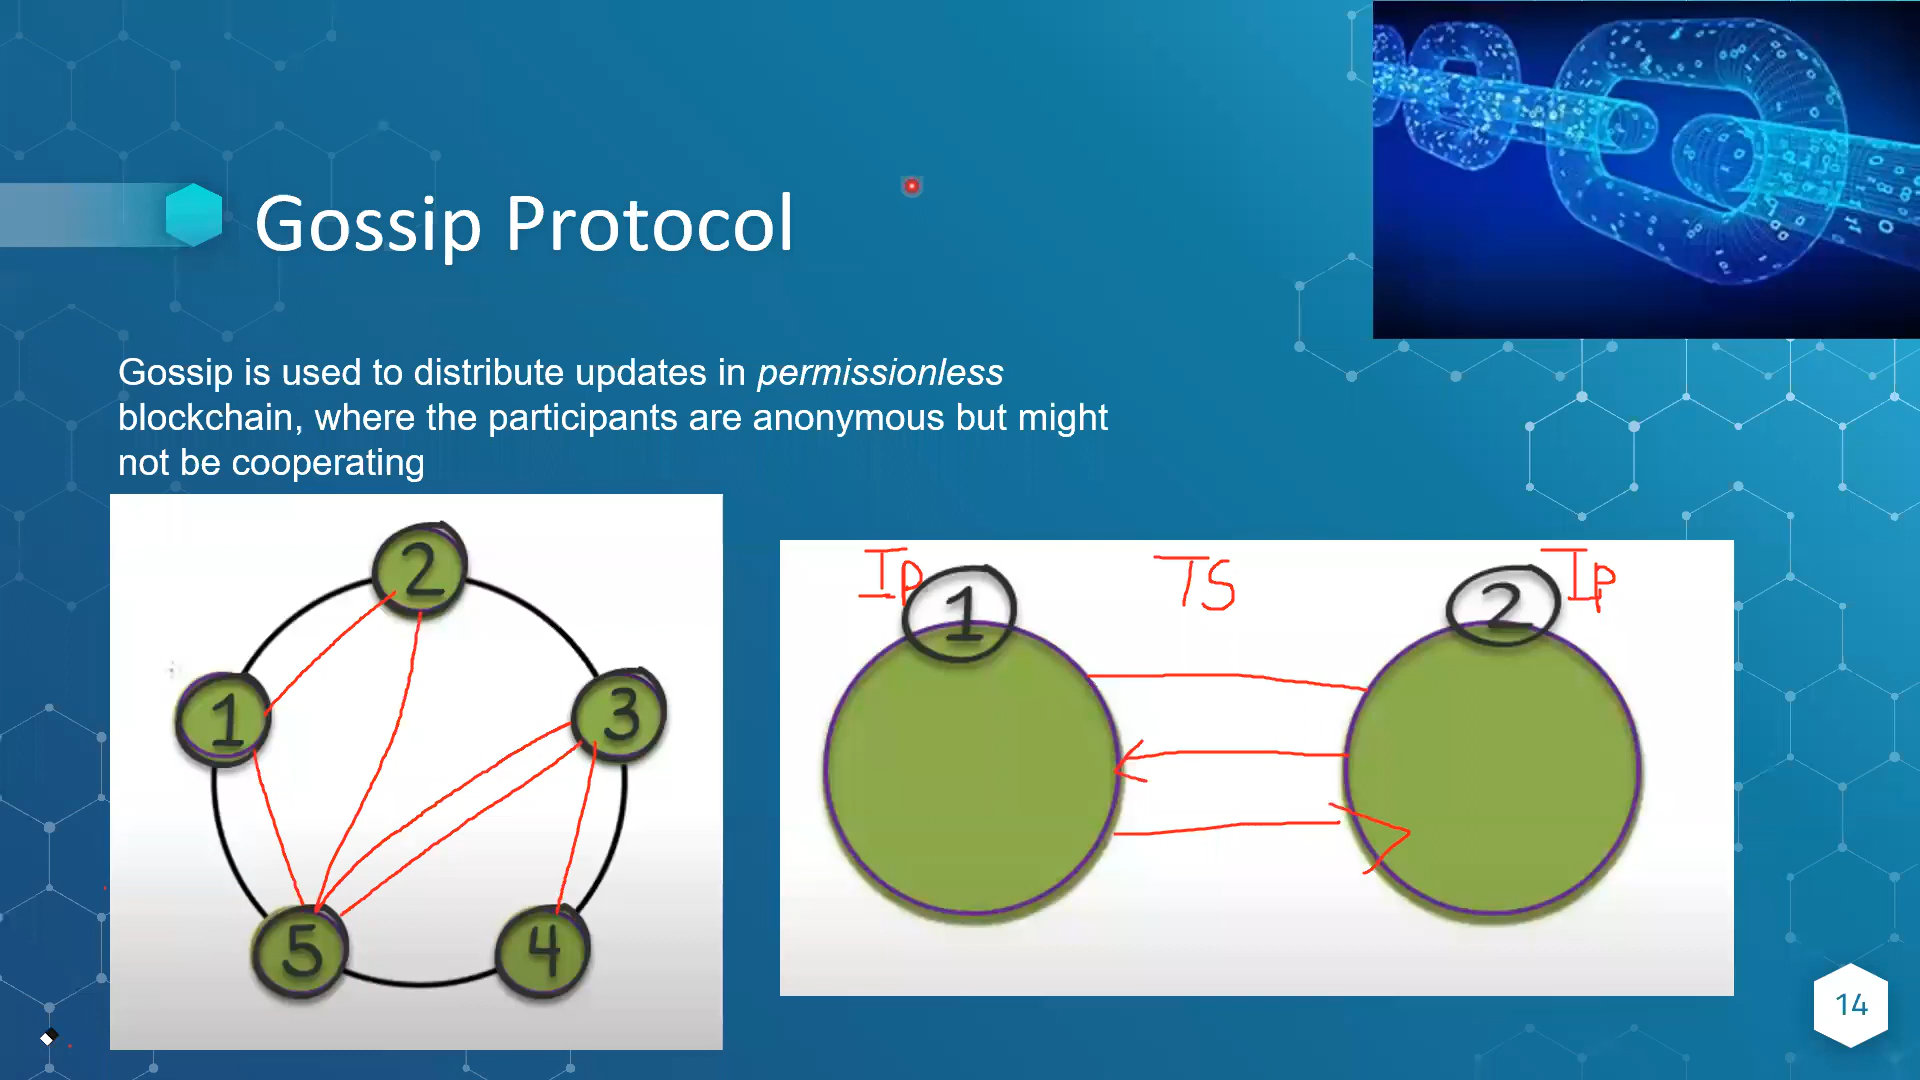 Gossip Protocol
Gossip is used to distribute updates in permissionless
blockchain, where the participants are anonymous but might
not be cooperating
2
1
3
5
4
Ip
1
TS
2
Ip
14